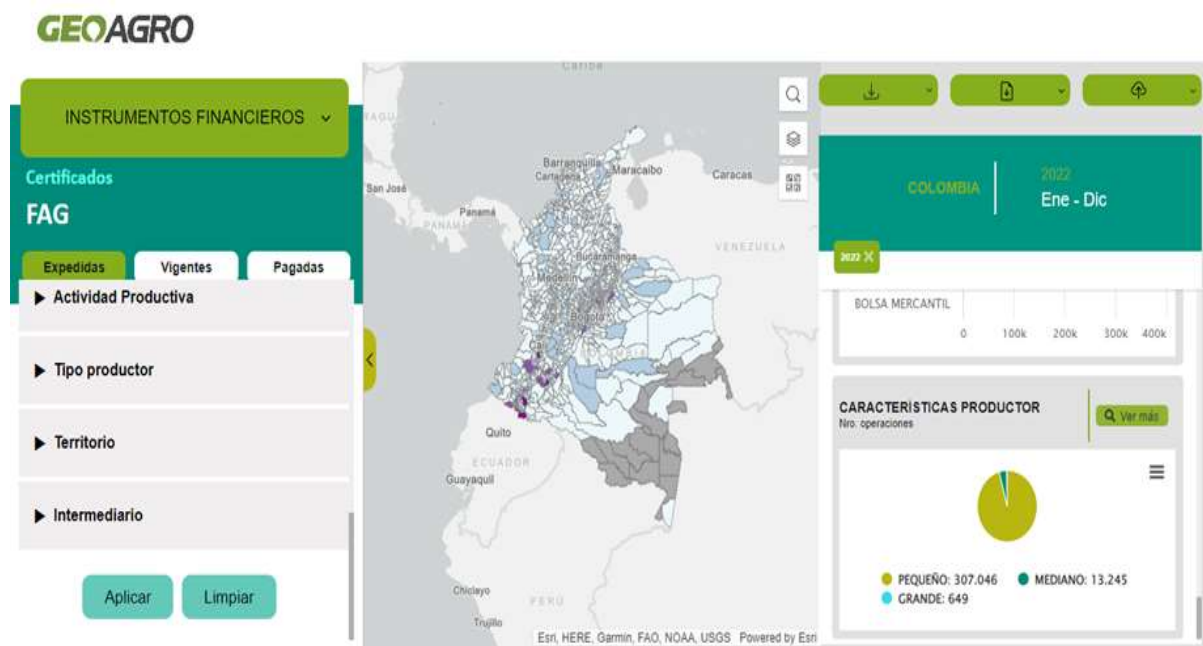 GEOAGRO
INSTRUMENTOS FINANCIEROS
Certificados
FAG
Expedidas Vigentes Pagadas
Actividad Productiva
Tipo productor
Territorio
Intermediario
Aplicar Limpiar
Caribe
Barranquilla
Cartagena
Maracaibo
Caracas
San José
Panamá
PANAMÁ
VENEZUELA
Bucaramanga
Medellín
Bogotá
Cali
COLOMBIA
Quito
ECUADOR
Guayaquil
Chiclayo
PERÚ
Trujillo
Esri, HERE, Garmin, FAO, NOAA, USGS Powered by Esri
COLOMBIA
2022
Ene - Dic
2022 X
BOLSA MERCANTIL
0 100k 200k 300k 400k
CARACTERÍSTICAS PRODUCTOR
Nro. operaciones
Ver más
PEQUEÑO: 307.046 MEDIANO: 13.245
GRANDE: 649